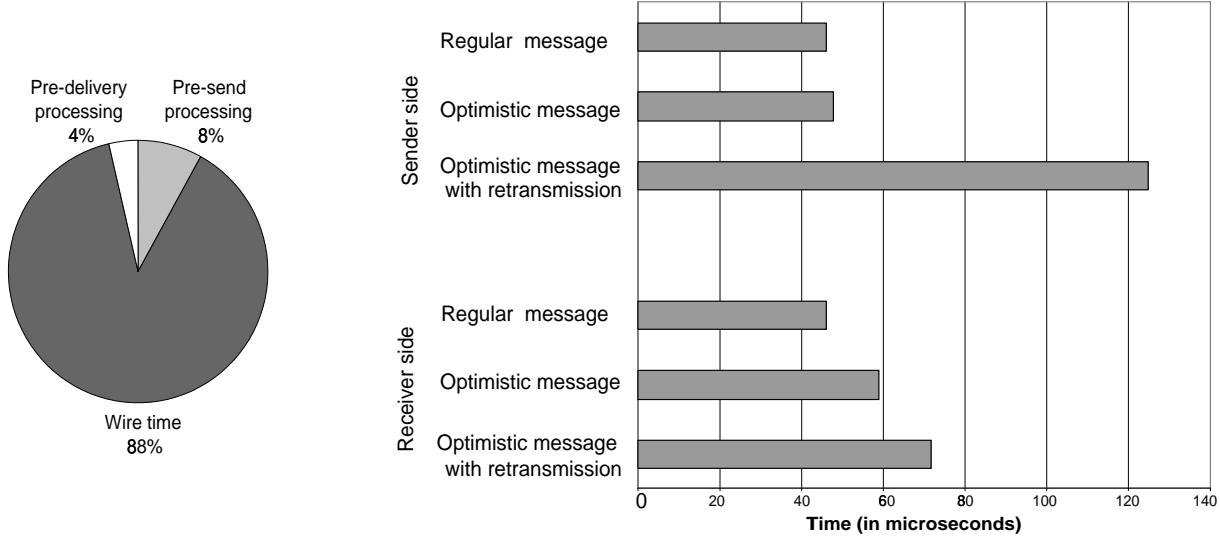 Pre-delivery
processing
4%
Pre-send
processing
8%
Wire time
88%
Sender side
Regular message
Optimistic message
Optimistic message
with retransmission
Receiver side
Regular message
Optimistic message
Optimistic message
with retransmission
0 20 40 60 80 100 120 140
Time (in microseconds)